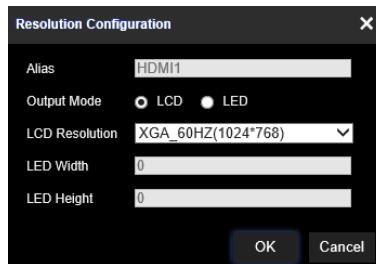 Resolution Configuration
Alias HDMI1
Output Mode LCD LED
LCD Resolution XGA_60HZ(1024*768)
LED Width 0
LED Height 0
OK Cancel